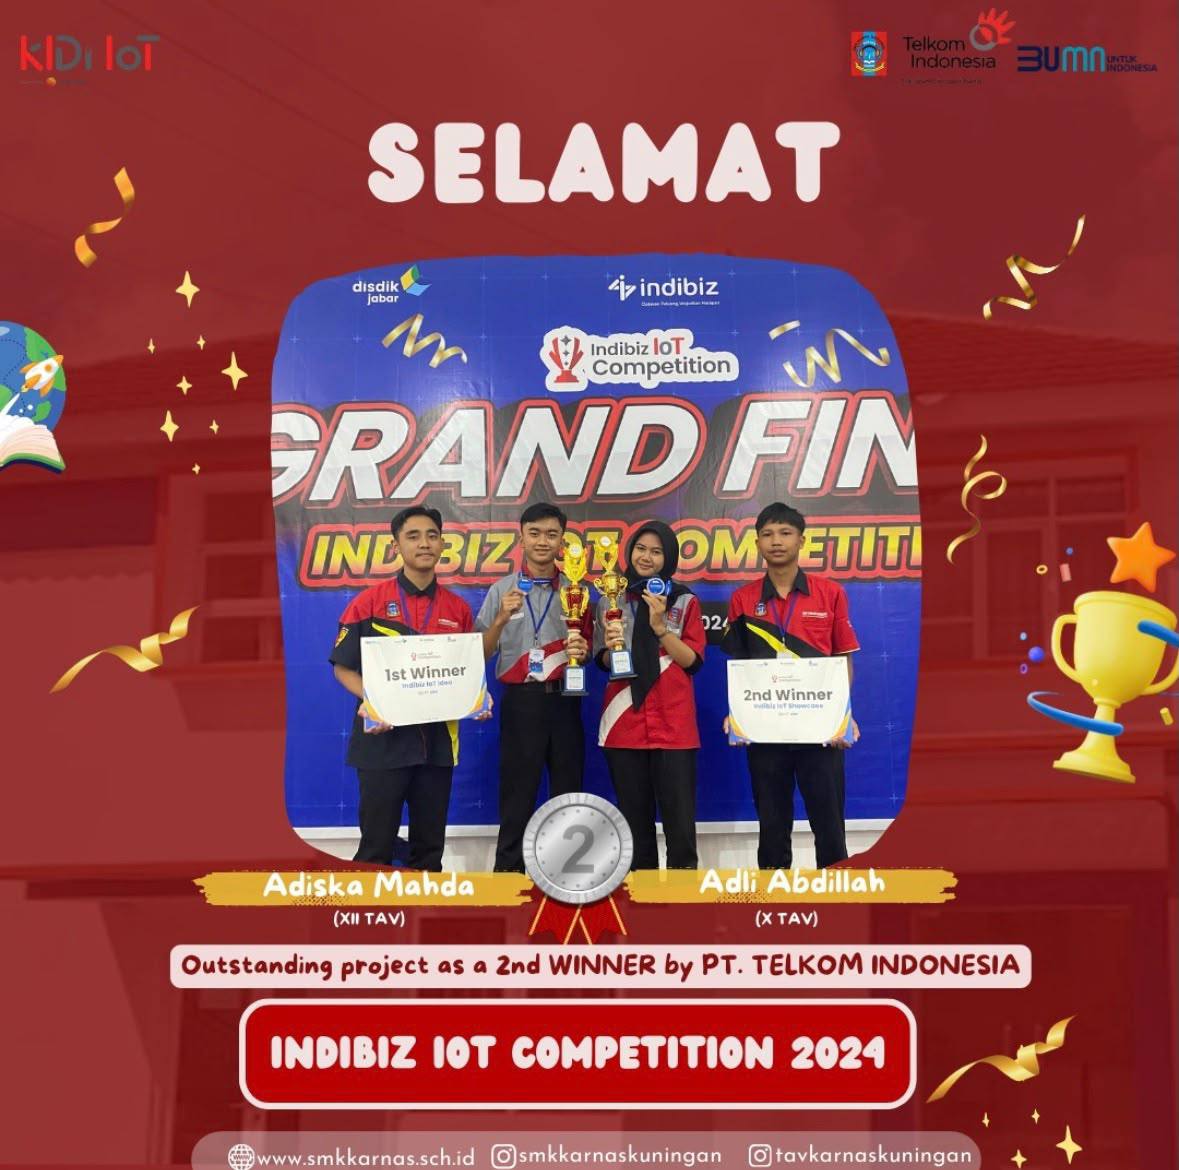 KIDi IoT
Telkom
Indonesia
BUMN UNTUK
INDONESIA
SELAMAT
disdik
jabar
indibiz
Indibiz IoT
Competition
GRAND FIN
INDIBIZ IOT COMPETITI
2024
1st Winner
Indibiz IoT Idea
2nd Winner
Indibiz IoT Showcase
2
Adiska Mahda
(XII TAV)
Adli Abdillah
(X TAV)
Outstanding project as a 2nd WINNER by PT. TELKOM INDONESIA
INDIBIZ IOT COMPETITION 2024
www.smkkarnas.sch.id smkkarnaskuningan tavkarnaskuningan